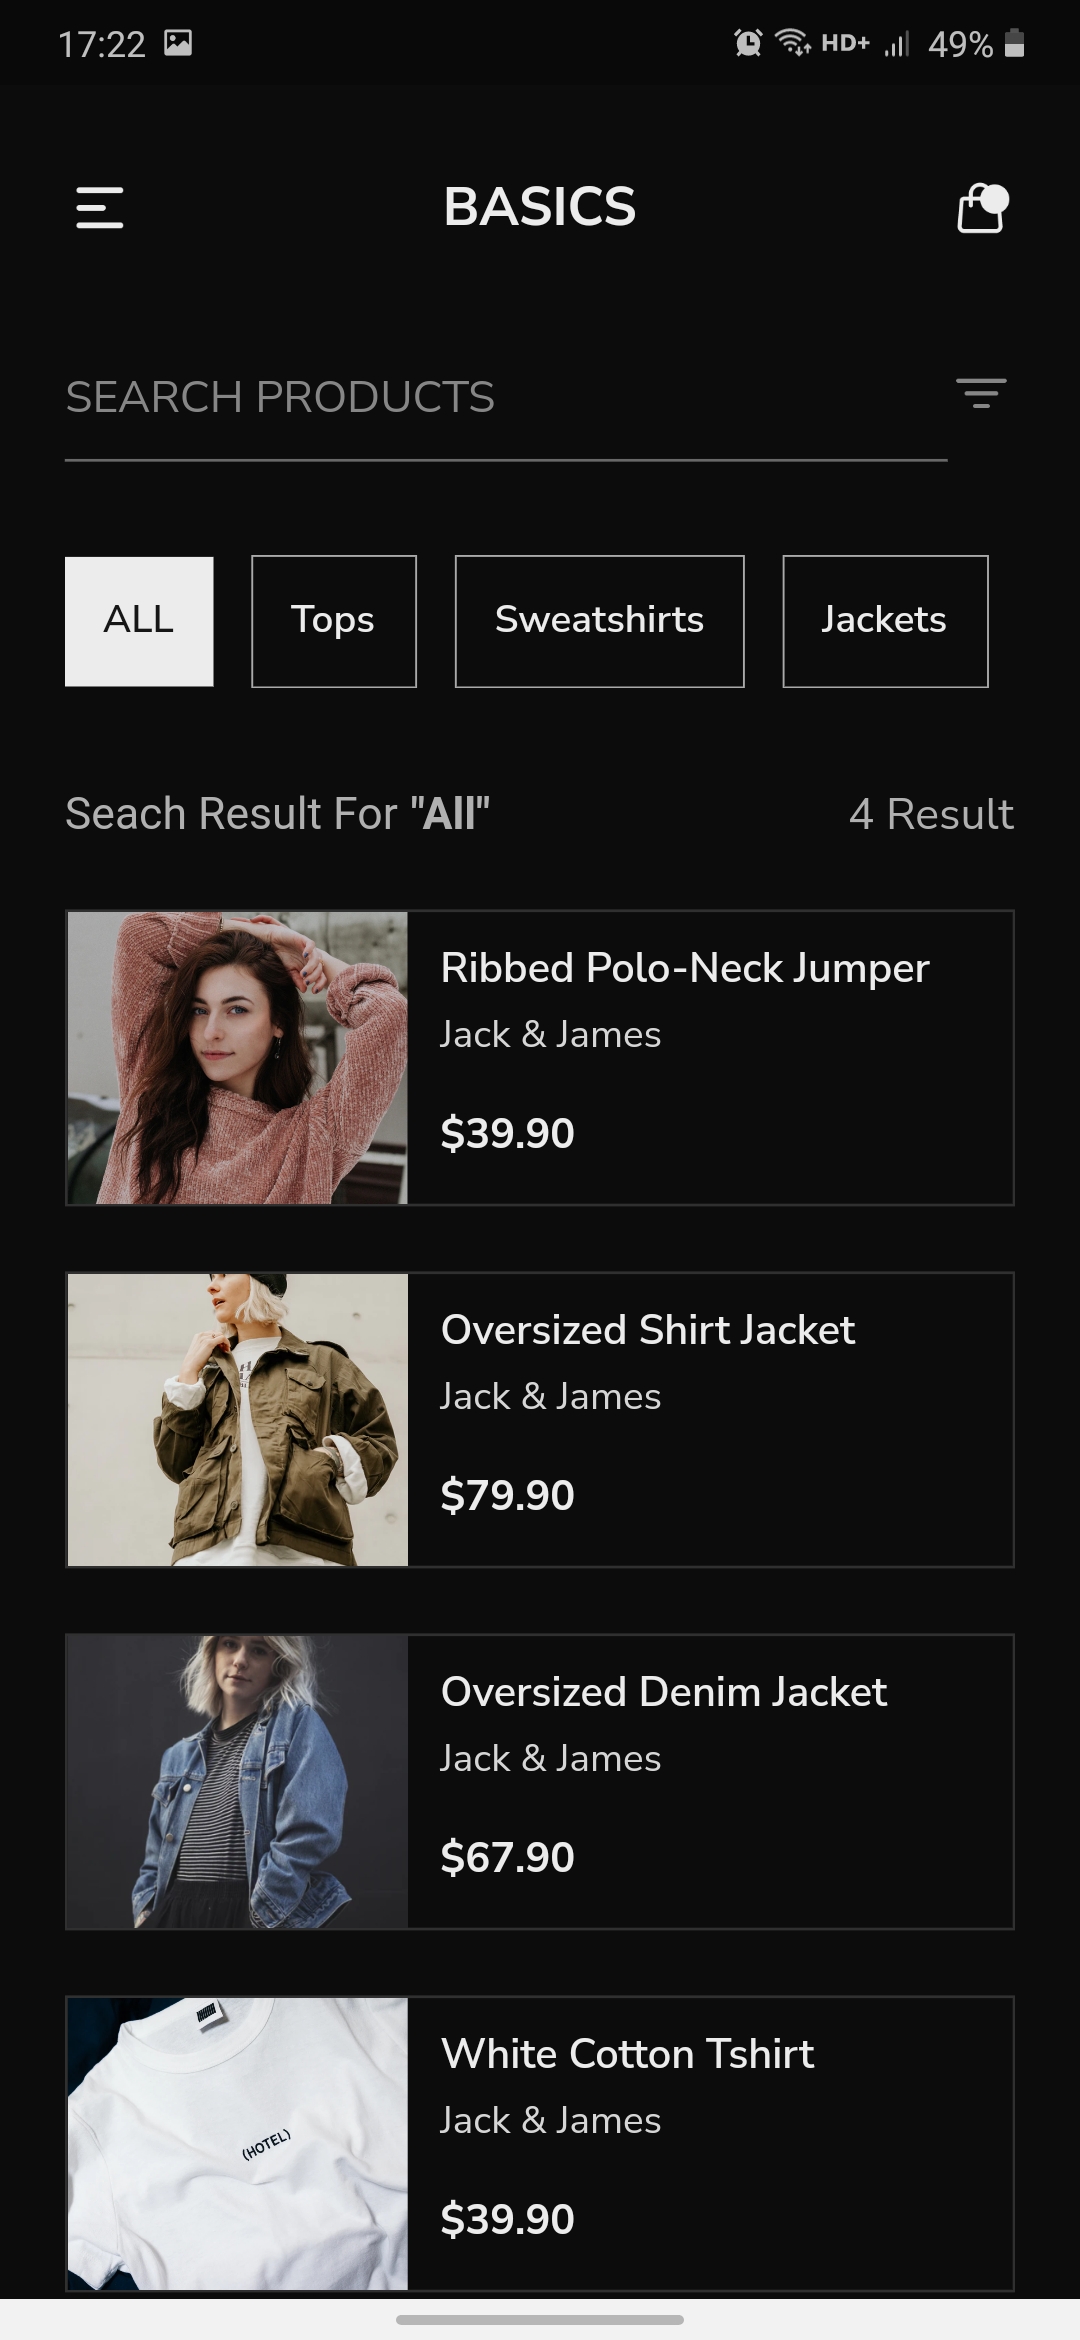 17:22 HD+ 49%
BASICS
SEARCH PRODUCTS
ALL Tops Sweatshirts Jackets
Seach Result For "All" 4 Result
Ribbed Polo-Neck Jumper
Jack & James
$39.90
Oversized Shirt Jacket
Jack & James
$79.90
Oversized Denim Jacket
Jack & James
$67.90
(HOTEL)
White Cotton Tshirt
Jack & James
$39.90